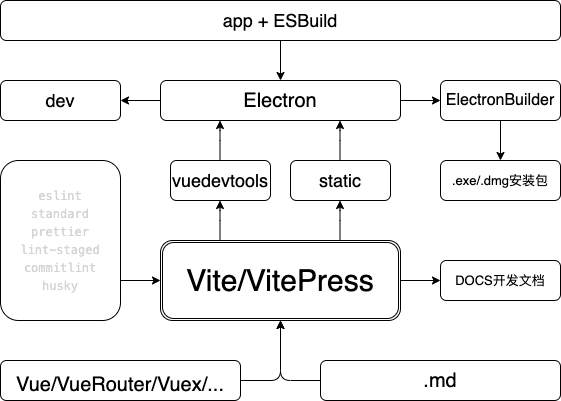 app + ESBuild
dev
Electron
ElectronBuilder
vuedevtools
static
.exe/.dmg安装包
eslint
standard
prettier
lint-staged
commitlint
husky
Vite/VitePress
DOCS开发文档
Vue/VueRouter/Vuex/...
.md